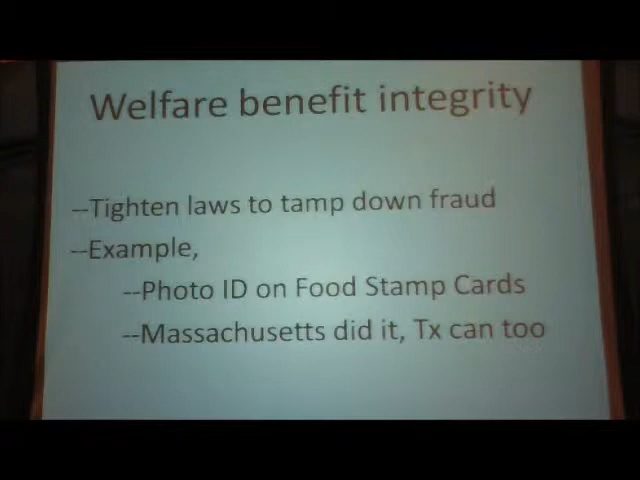 Welfare benefit integrity
--Tighten laws to tamp down fraud
--Example,
--Photo ID on Food Stamp Cards
--Massachusetts did it, Tx can too